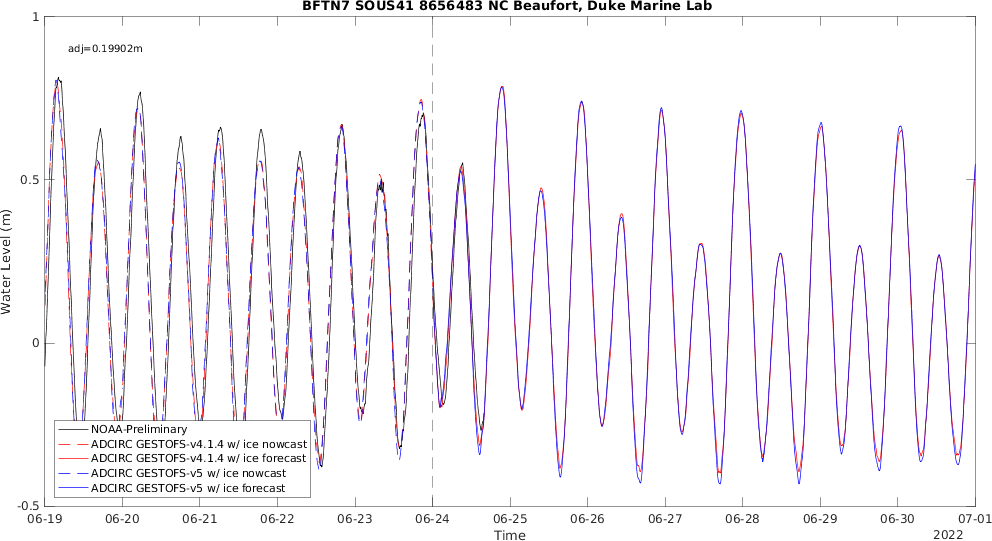 BFTN7 SOUS41 8656483 NC Beaufort, Duke Marine Lab
1
adj=0.19902m
0.5
Water Level (m)
0
NOAA-Preliminary
ADCIRC GESTOFS-v4.1.4 w/ ice nowcast
ADCIRC GESTOFS-v4.1.4 w/ ice forecast
ADCIRC GESTOFS-v5 w/ ice nowcast
ADCIRC GESTOFS-v5 w/ ice forecast
-0.5
06-19 06-20 06-21 06-22 06-23 06-24 06-25 06-26 06-27 06-28 06-29 06-30 07-01
Time
2022